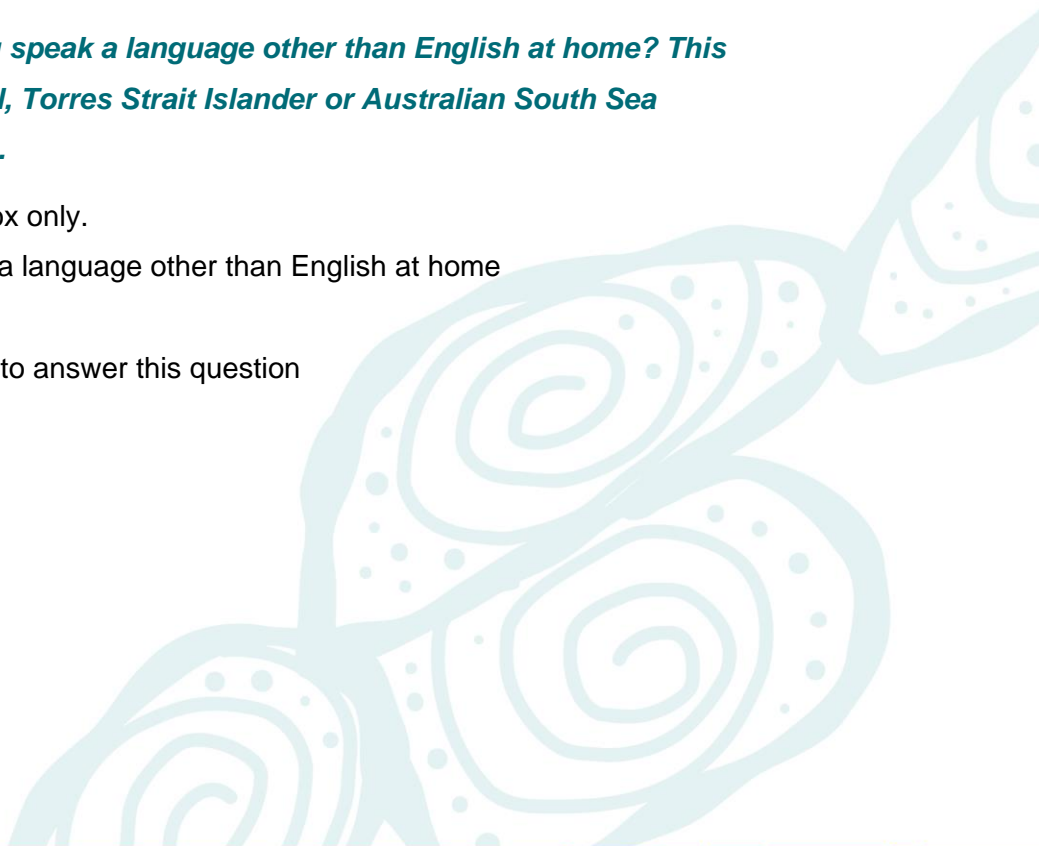 speak a language other than English at home? This
, Torres Strait Islander or Australian South Sea
.
only.
a language other than English at home
to answer this question